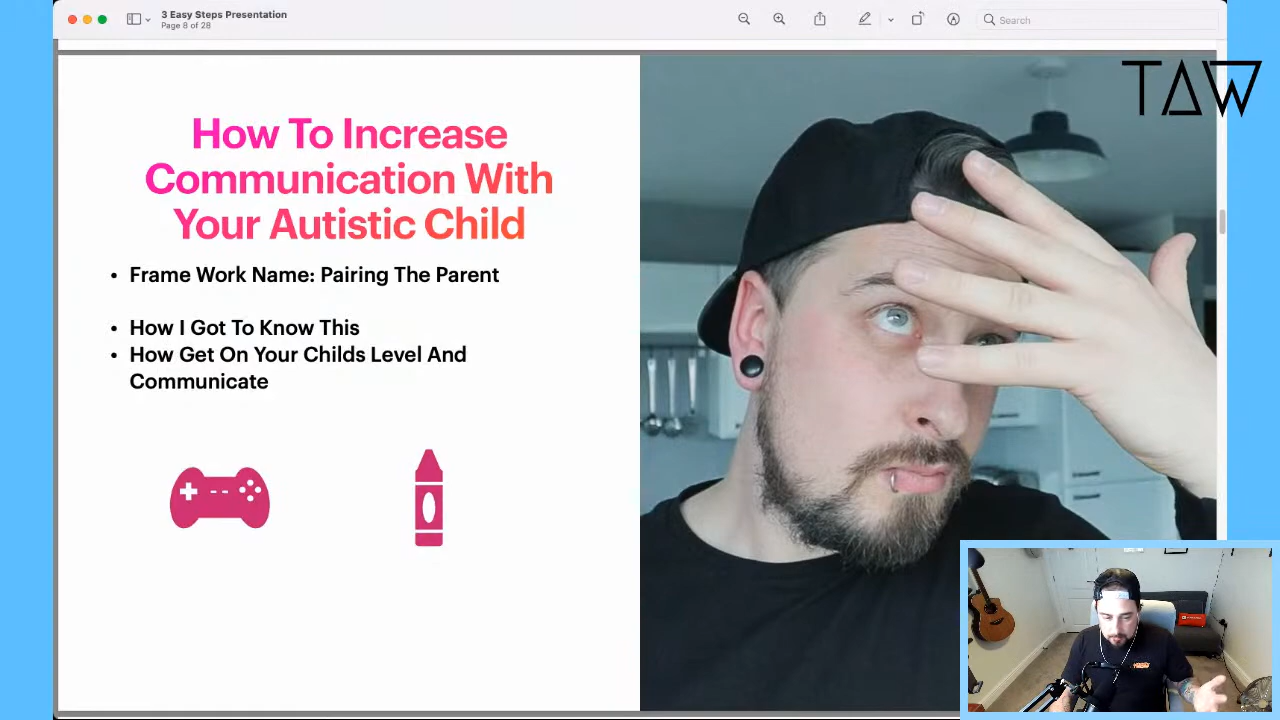 3 Easy Steps Presentation
Page 8 of 28
Search
TAW
How To Increase
Communication With
Your Autistic Child
• Frame Work Name: Pairing The Parent
• How I Got To Know This
• How Get On Your Childs Level And
Communicate